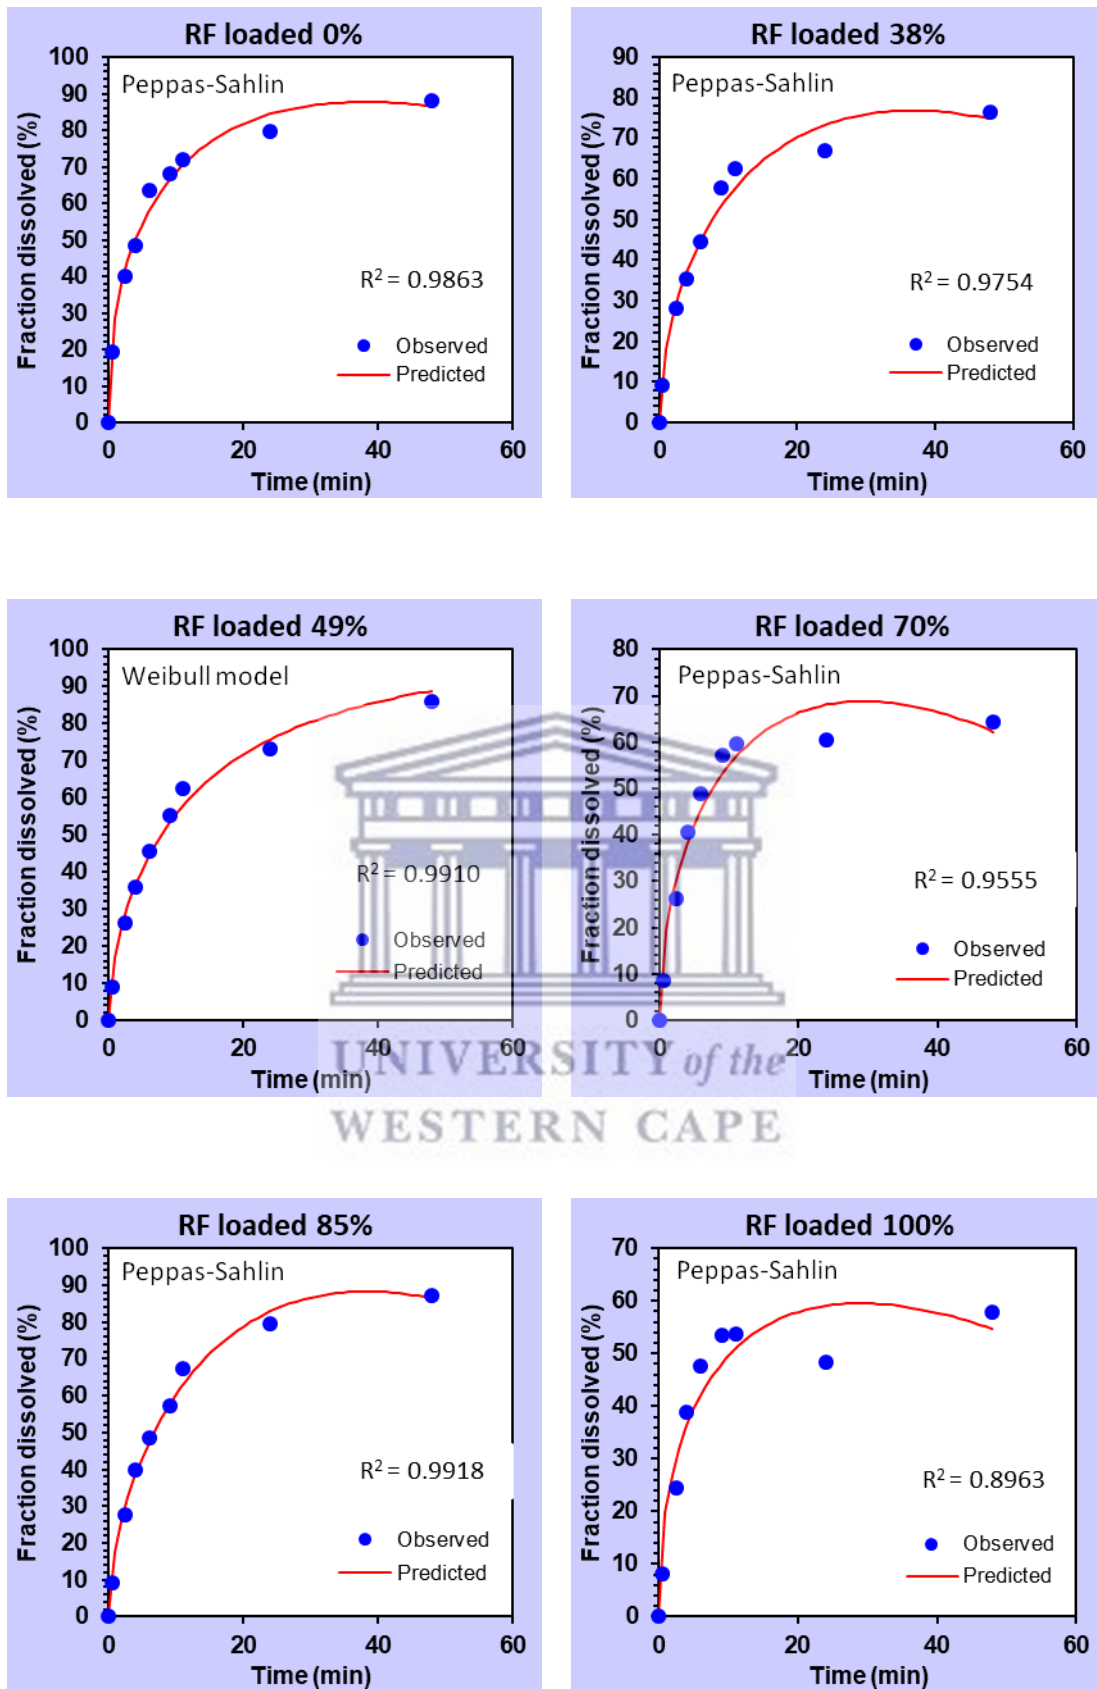 RF loaded 0%
Peppas-Sahlin
Fraction dissolved (%)
100
90
80
70
60
50
40
30
20
10
0
R² = 0.9863
Observed
Predicted
0 20 40 60
Time (min)
RF loaded 38%
Peppas-Sahlin
Fraction dissolved (%)
90
80
70
60
50
40
30
20
10
0
R² = 0.9754
Observed
Predicted
0 20 40 60
Time (min)
RF loaded 49%
Weibull model
Fraction dissolved (%)
100
90
80
70
60
50
40
30
20
10
0
R² = 0.9910
Observed
Predicted
0 20 40 60
Time (min)
RF loaded 70%
Peppas-Sahlin
Fraction dissolved (%)
80
70
60
50
40
30
20
10
0
R² = 0.9555
Observed
Predicted
0 20 40 60
Time (min)
UNIVERSITY of the
WESTERN CAPE
RF loaded 85%
Peppas-Sahlin
Fraction dissolved (%)
100
90
80
70
60
50
40
30
20
10
0
R² = 0.9918
Observed
Predicted
0 20 40 60
Time (min)
RF loaded 100%
Peppas-Sahlin
Fraction dissolved (%)
70
60
50
40
30
20
10
0
R² = 0.8963
Observed
Predicted
0 20 40 60
Time (min)